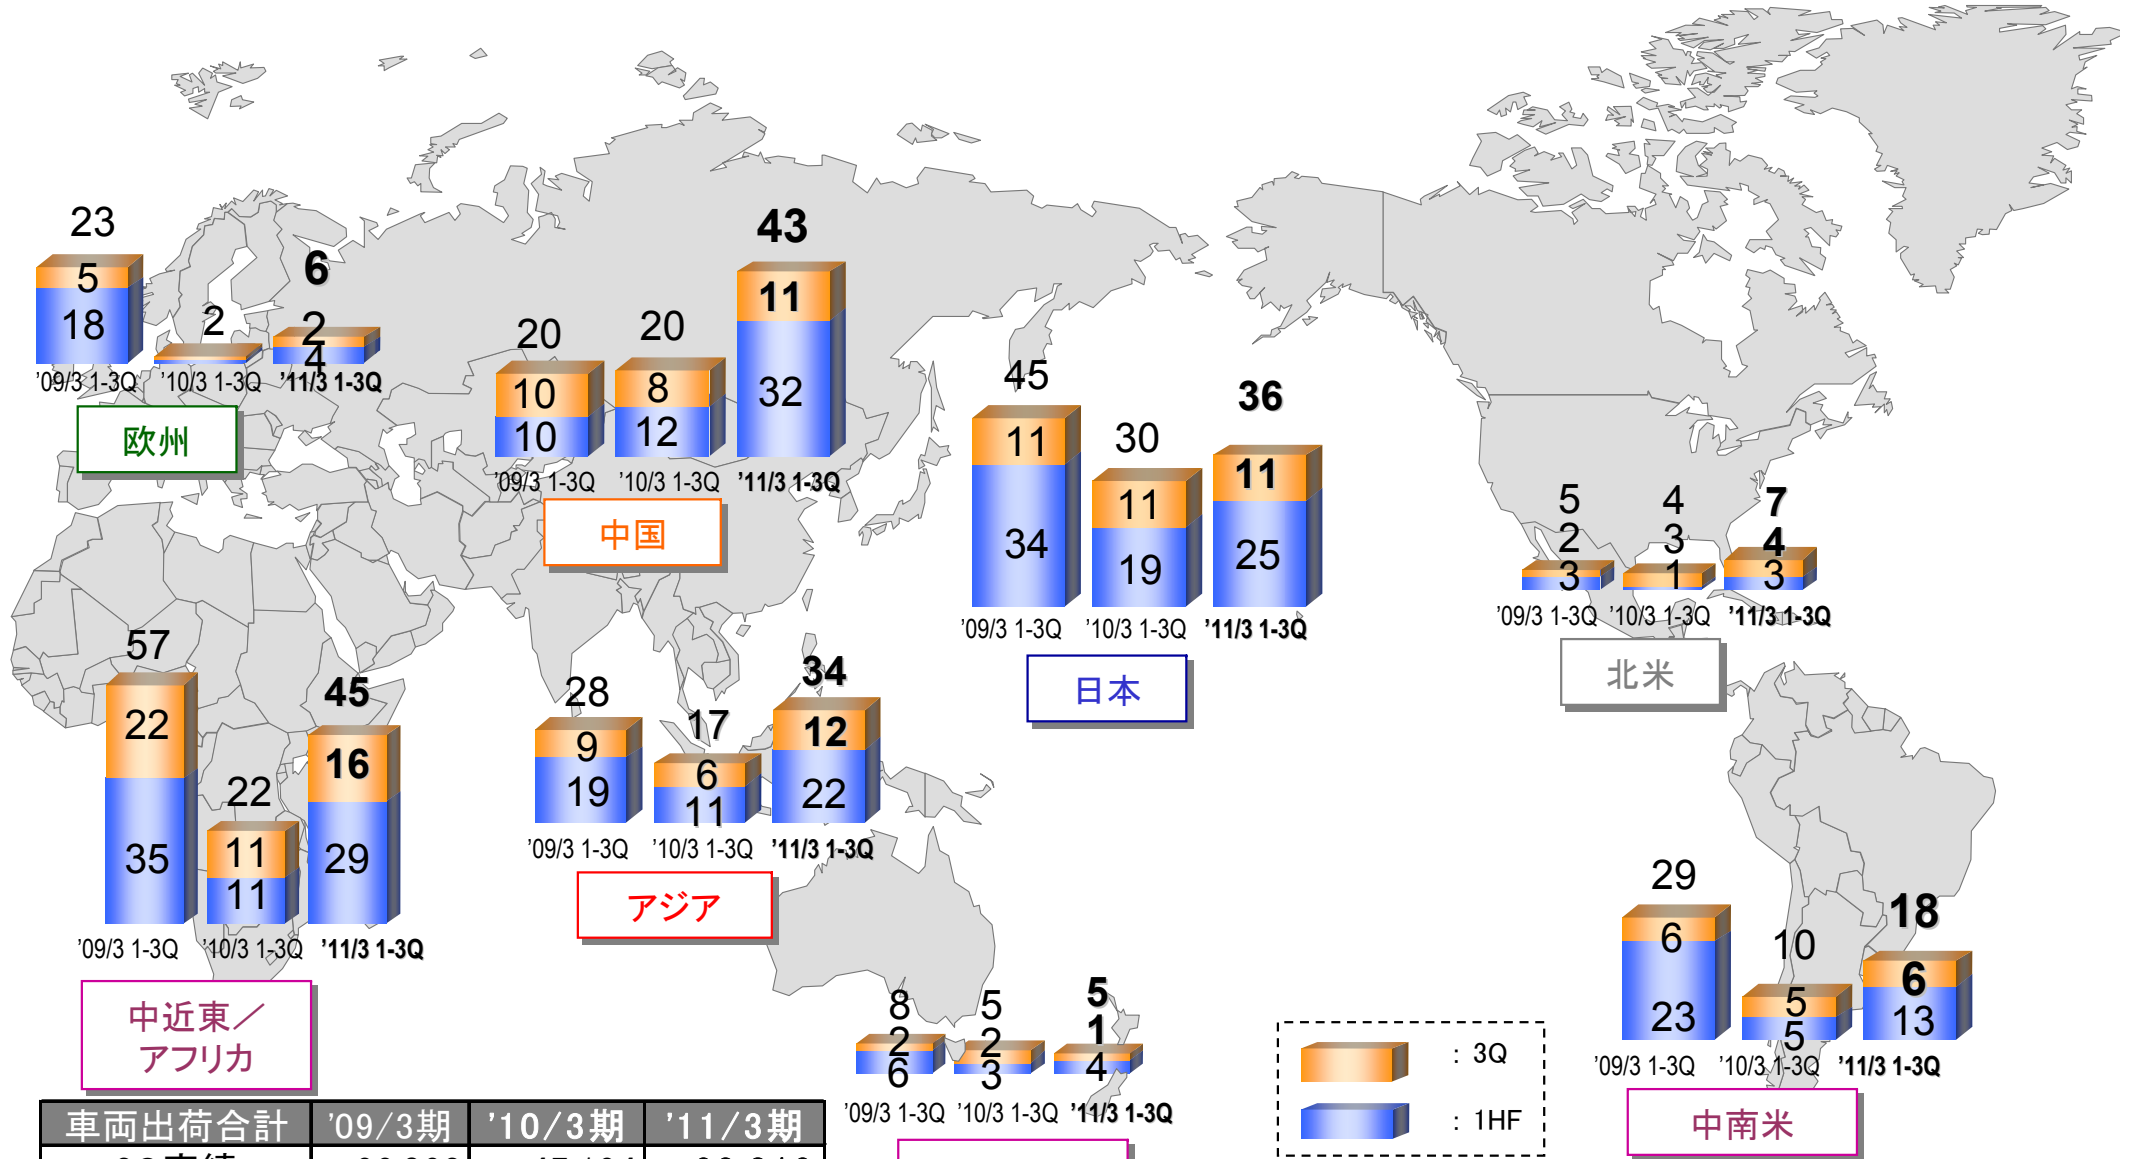 23
5
18
2
6
2
4
'09/3 1-3Q
'10/3 1-3Q
'11/3 1-3Q
欧州
20
10
10
20
8
12
43
11
32
'09/3 1-3Q
'10/3 1-3Q
'11/3 1-3Q
中国
45
11
34
30
11
19
36
11
25
'09/3 1-3Q
'10/3 1-3Q
'11/3 1-3Q
日本
5
2
3
4
3
1
7
4
3
'09/3 1-3Q
'10/3 1-3Q
'11/3 1-3Q
北米
57
22
35
22
11
11
45
16
29
'09/3 1-3Q
'10/3 1-3Q
'11/3 1-3Q
中近東／
アフリカ
28
9
19
17
6
11
34
12
22
'09/3 1-3Q
'10/3 1-3Q
'11/3 1-3Q
アジア
8
2
6
5
2
3
5
1
4
'09/3 1-3Q
'10/3 1-3Q
'11/3 1-3Q
29
6
23
10
5
5
18
6
13
'09/3 1-3Q
'10/3 1-3Q
'11/3 1-3Q
中南米
: 3Q
: 1HF
車両出荷合計 '09/3期 '10/3期 '11/3期